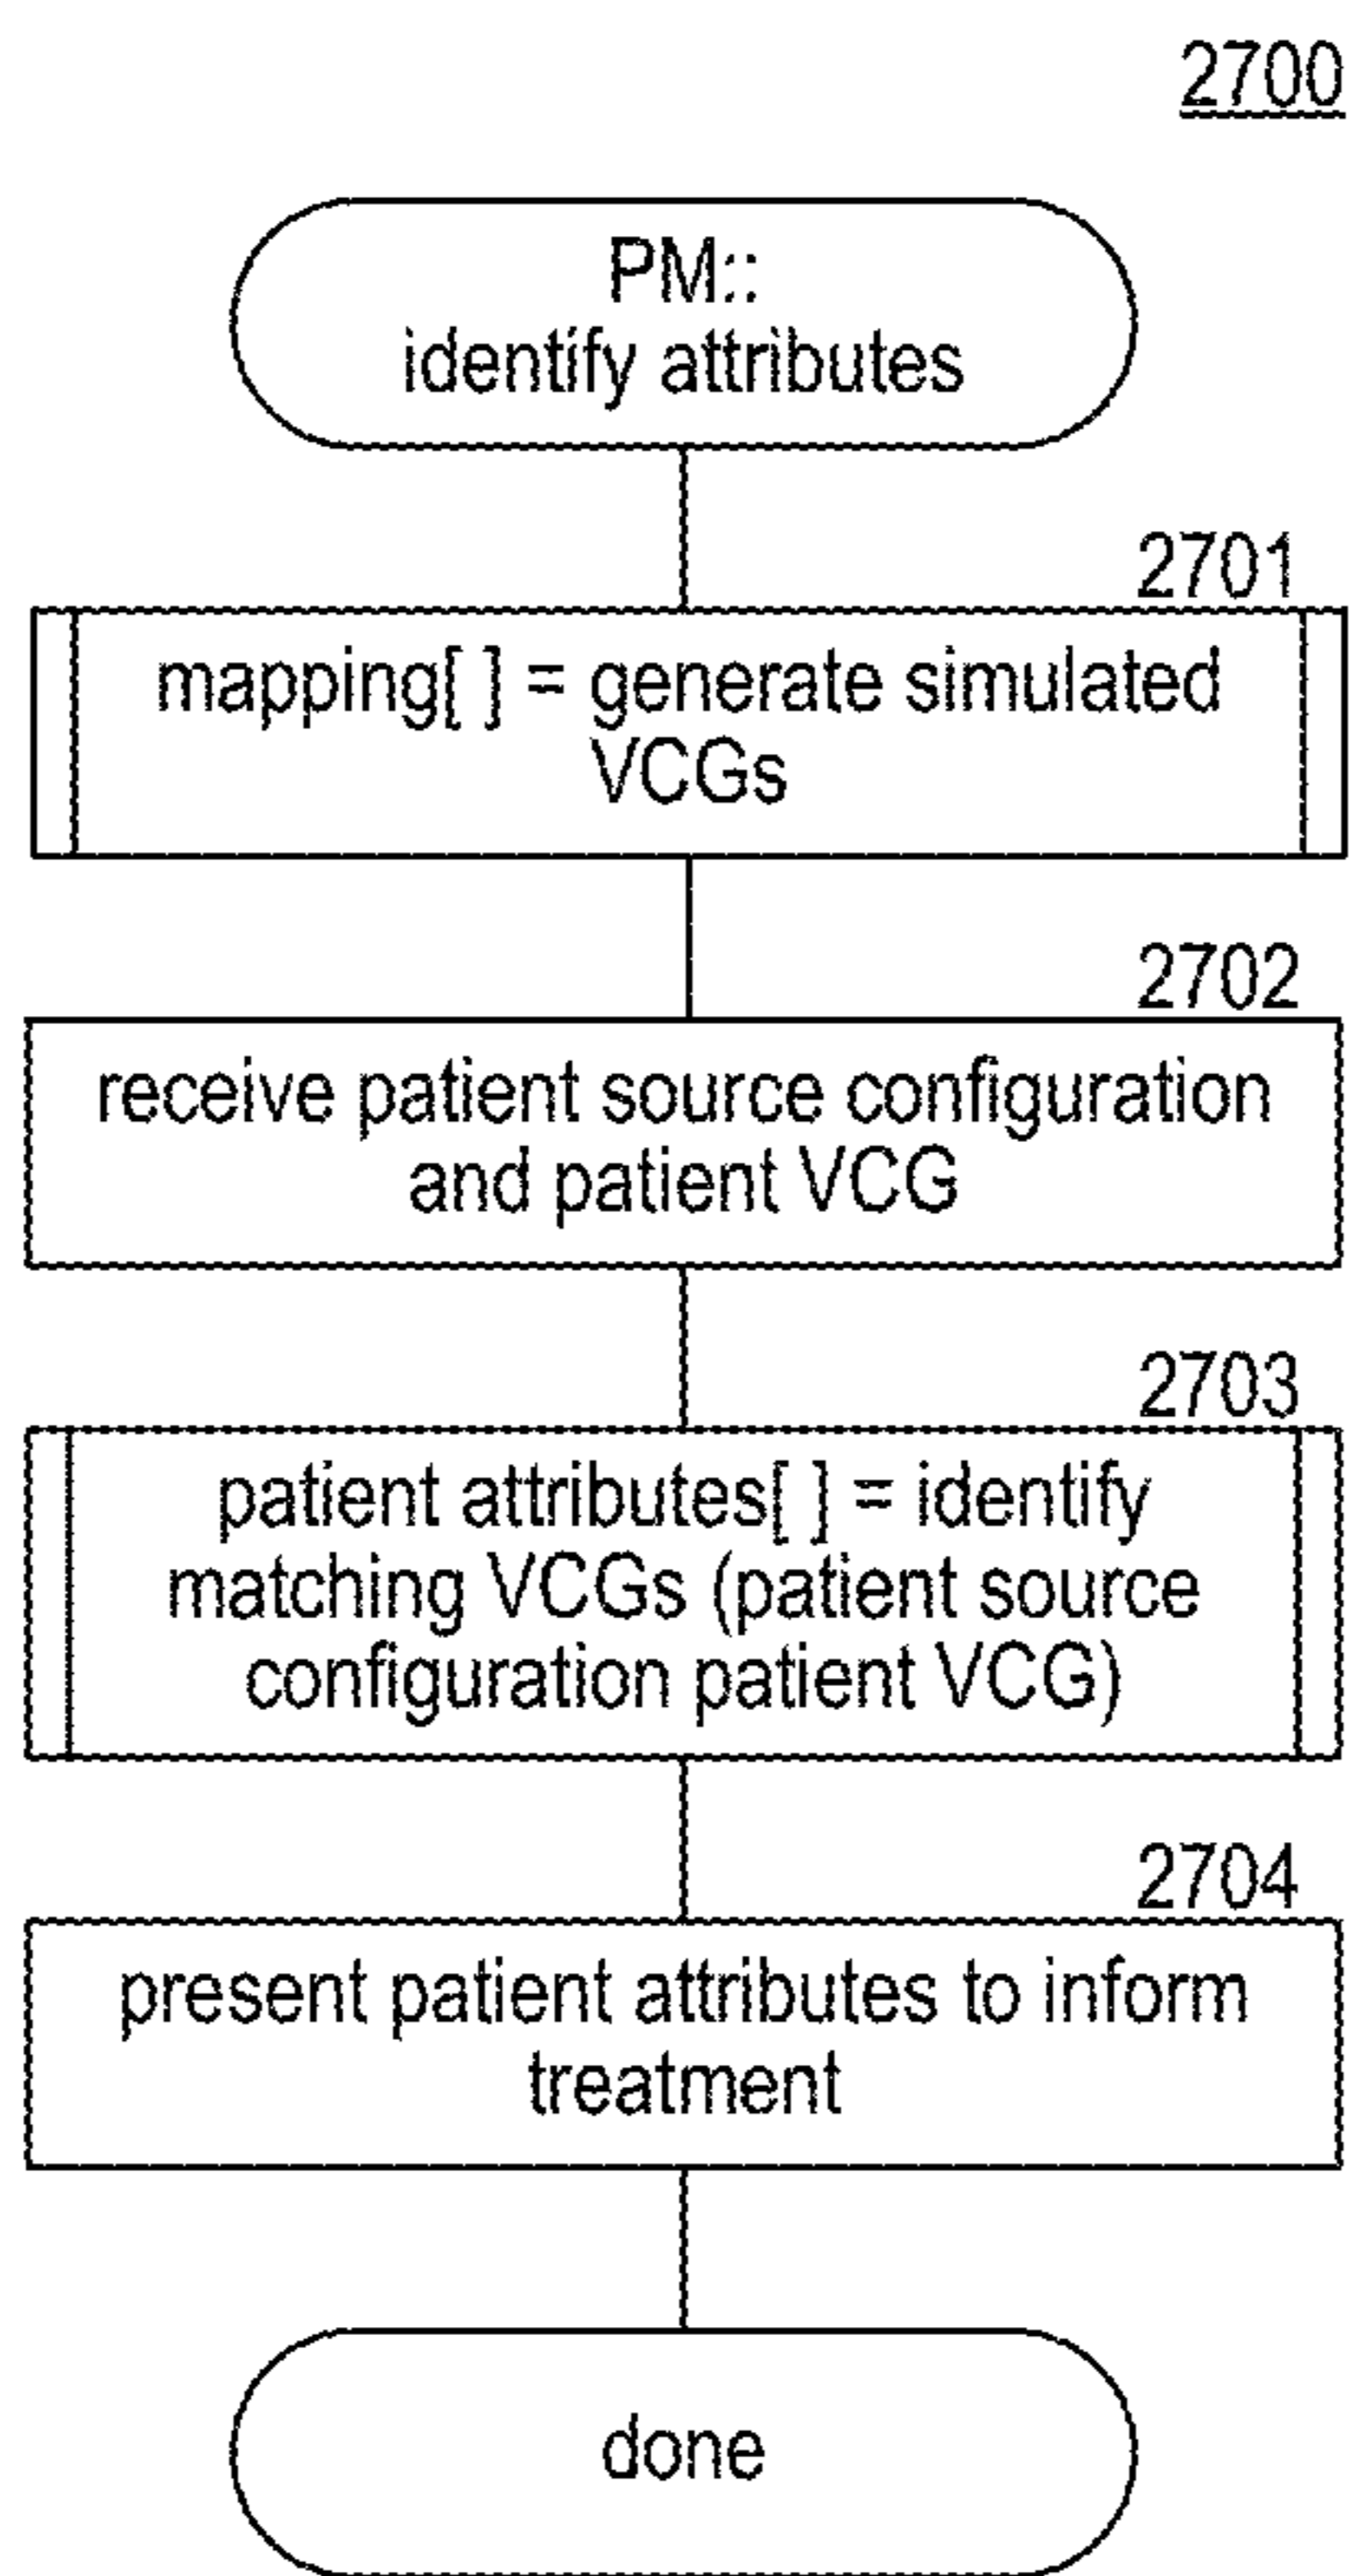 2700
PM::
identify attributes
2701
mapping[ ] = generate simulated
VCGs
2702
receive patient source configuration
and patient VCG
2703
patient attributes[ ] = identify
matching VCGs (patient source
configuration patient VCG)
2704
present patient attributes to inform
treatment
done